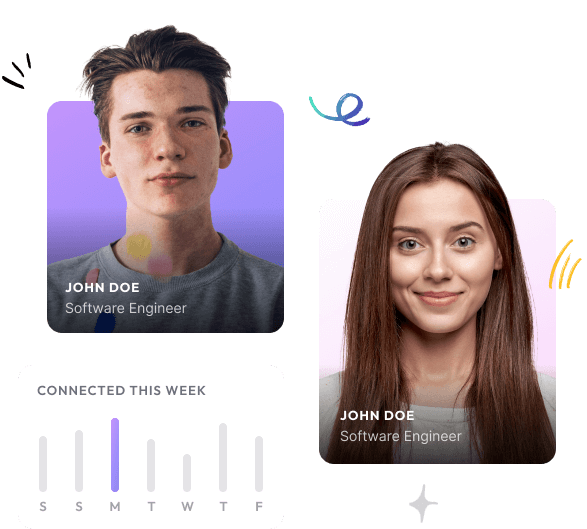 JOHN DOE
Software Engineer
JOHN DOE
Software Engineer
CONNECTED THIS WEEK
S S M T W T F